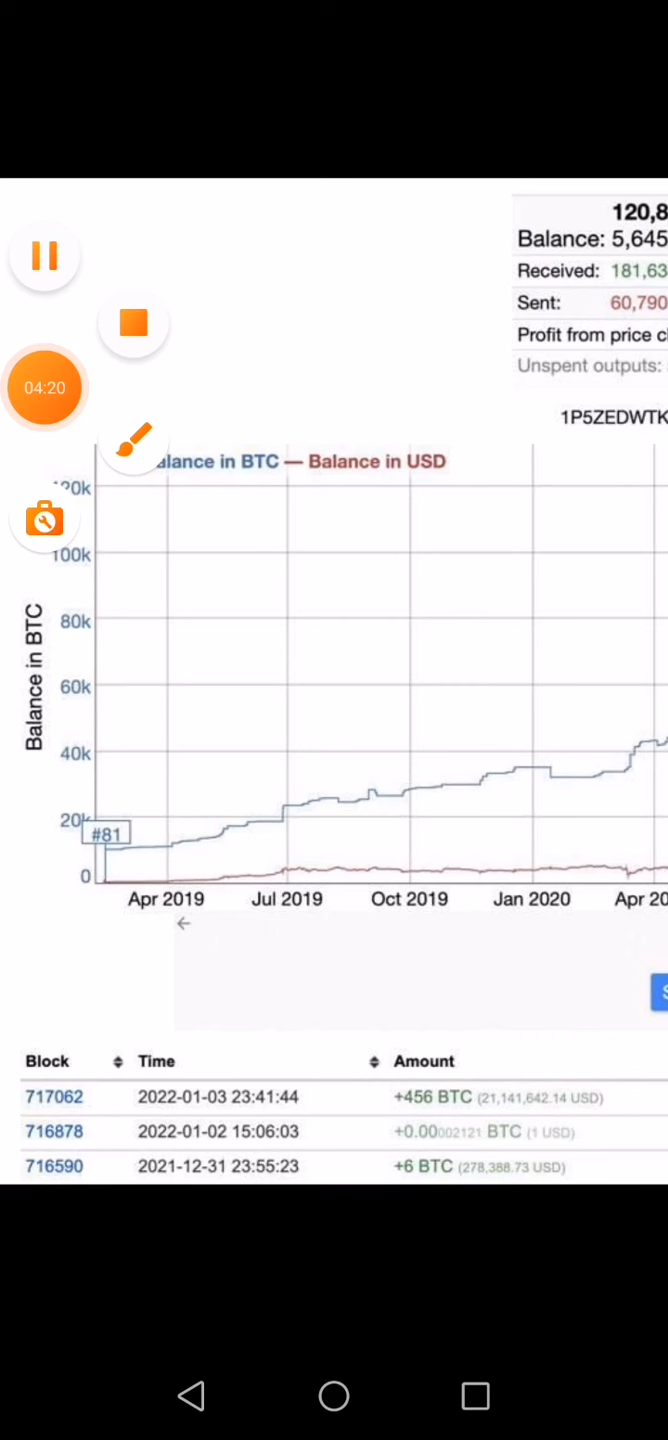 120,8
Balance: 5,645
Received: 181,63
Sent: 60,790
Profit from price c
Unspent outputs:
04:20
1P5ZEDWTK
alance in BTC — Balance in USD
20k
100k
80k
60k
40k
20k
#81
0
Balance in BTC
Apr 2019 Jul 2019 Oct 2019 Jan 2020 Apr 20
←
S
Block Time Amount
717062 2022-01-03 23:41:44 +456 BTC (21,141,642.14 USD)
716878 2022-01-02 15:06:03 +0.00002121 BTC (1 USD)
716590 2021-12-31 23:55:23 +6 BTC (278,388.73 USD)